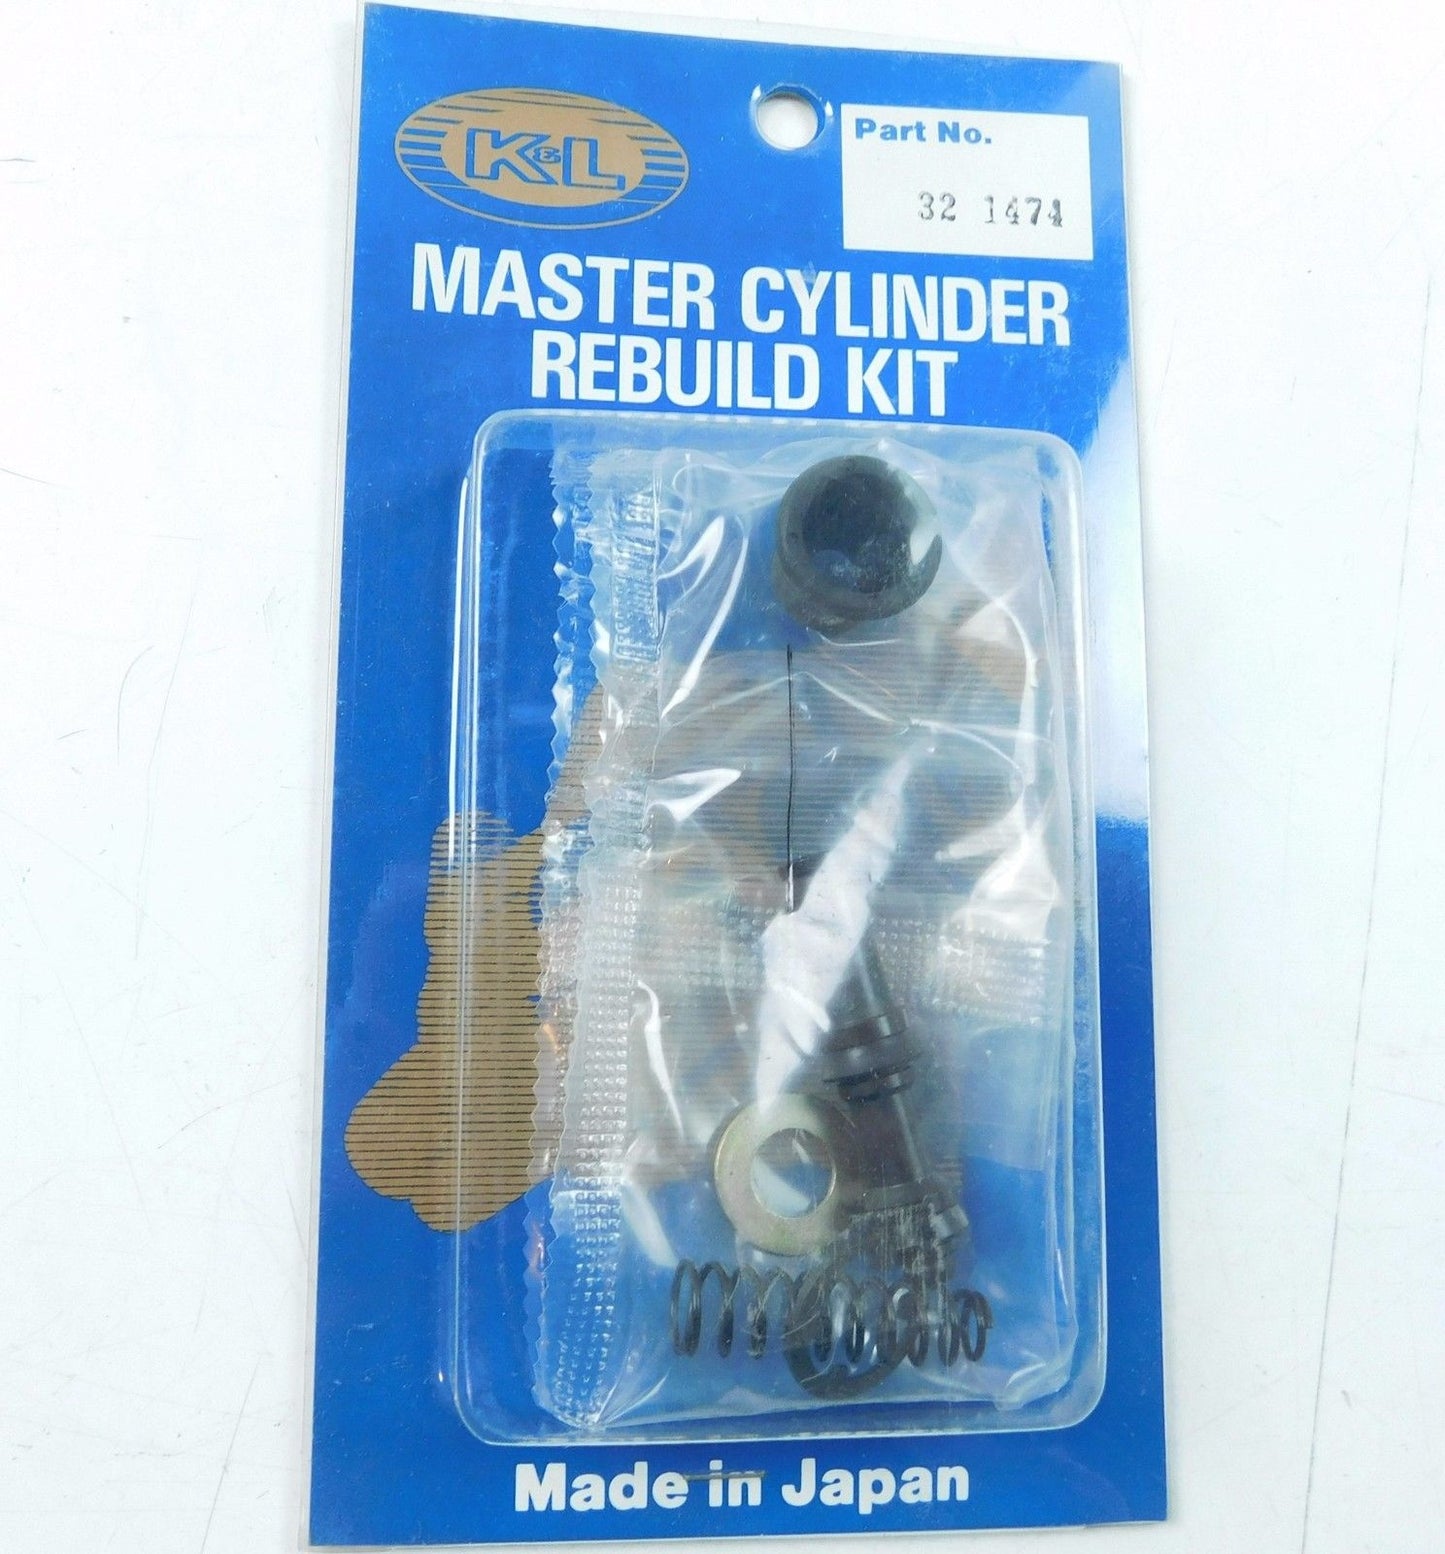 K&L
Part No.
32 1474
MASTER CYLINDER
REBUILD KIT
Made in Japan